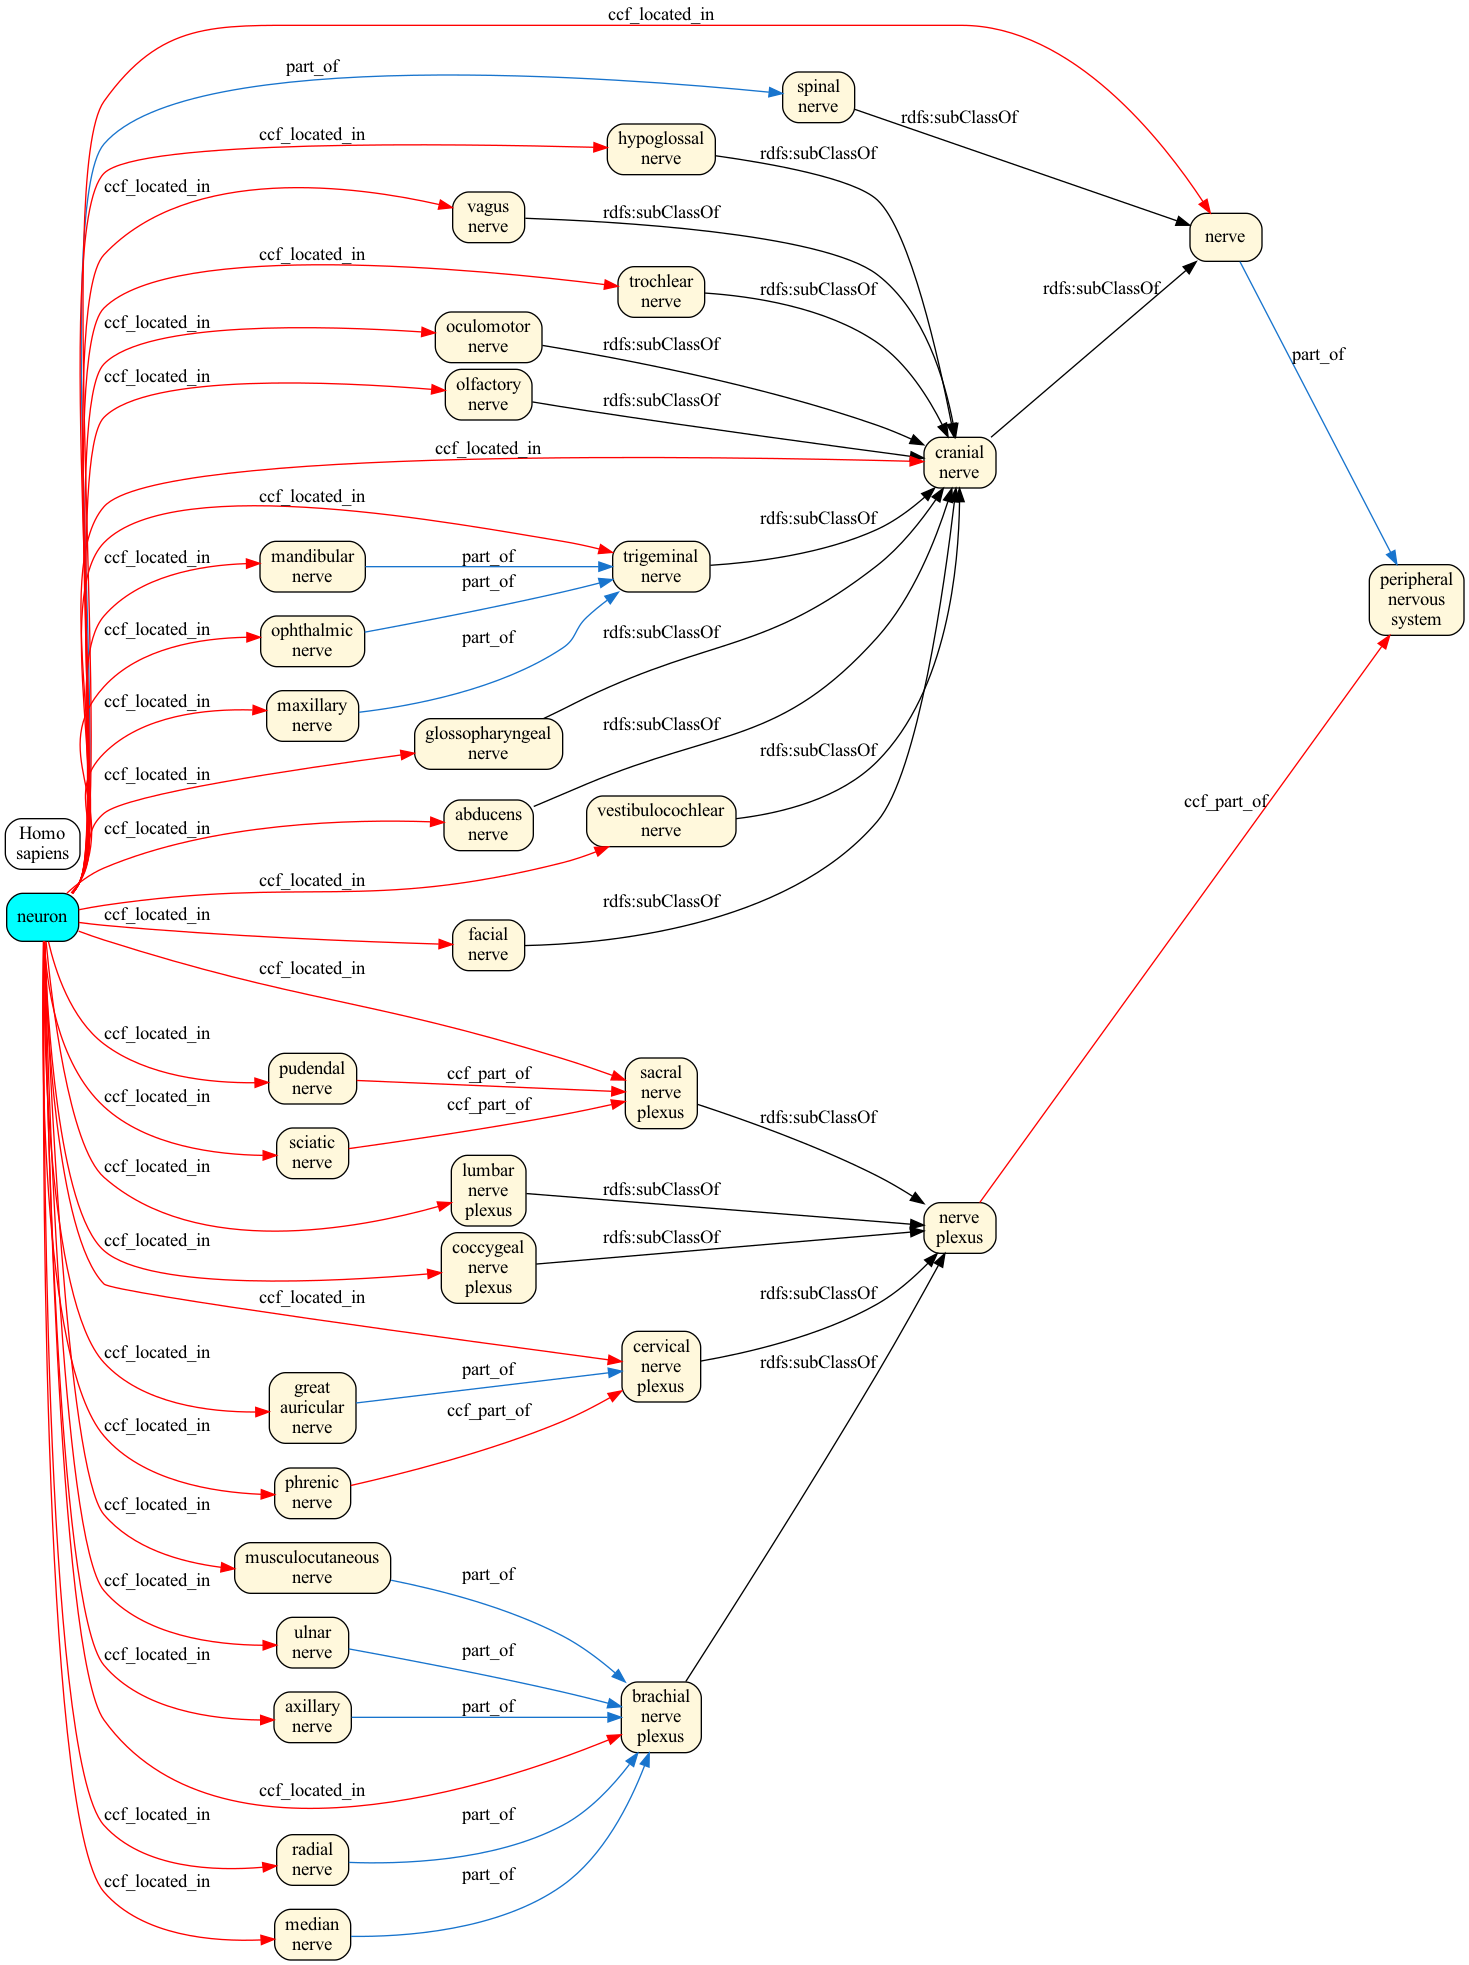 ccf_located_in
part_of
spinal
nerve
rdfs:subClassOf
ccf_located_in
hypoglossal
nerve
rdfs:subClassOf
ccf_located_in
vagus
nerve
rdfs:subClassOf
nerve
ccf_located_in
trochlear
nerve
rdfs:subClassOf
rdfs:subClassOf
ccf_located_in
oculomotor
nerve
rdfs:subClassOf
part_of
ccf_located_in
olfactory
nerve
rdfs:subClassOf
ccf_located_in
cranial
nerve
ccf_located_in
rdfs:subClassOf
ccf_located_in
mandibular
nerve
part_of
trigeminal
nerve
part_of
peripheral
nervous
system
ccf_located_in
ophthalmic
nerve
part_of
rdfs:subClassOf
ccf_located_in
maxillary
nerve
glossopharyngeal
nerve
rdfs:subClassOf
rdfs:subClassOf
ccf_located_in
abducens
nerve
vestibulocochlear
nerve
ccf_part_of
ccf_located_in
Homo
sapiens
ccf_located_in
rdfs:subClassOf
neuron
ccf_located_in
facial
nerve
ccf_located_in
ccf_located_in
pudendal
nerve
ccf_part_of
sacral
nerve
plexus
ccf_located_in
ccf_part_of
rdfs:subClassOf
sciatic
nerve
ccf_located_in
lumbar
nerve
plexus
rdfs:subClassOf
nerve
plexus
ccf_located_in
coccygeal
nerve
plexus
rdfs:subClassOf
ccf_located_in
rdfs:subClassOf
ccf_located_in
cervical
nerve
plexus
part_of
rdfs:subClassOf
great
auricular
nerve
ccf_part_of
ccf_located_in
phrenic
nerve
ccf_located_in
musculocutaneous
nerve
part_of
ccf_located_in
ulnar
nerve
part_of
ccf_located_in
axillary
nerve
part_of
brachial
nerve
plexus
ccf_located_in
ccf_located_in
part_of
radial
nerve
ccf_located_in
part_of
median
nerve